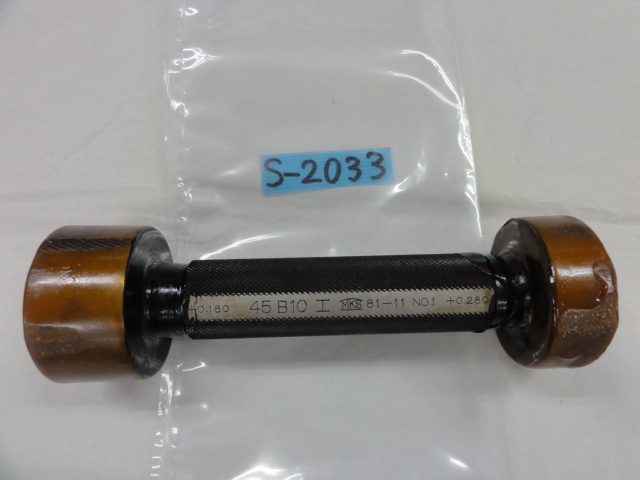 S-2033
+0.180 45 B10 工 MKS 81-11 NO.1 +0.280